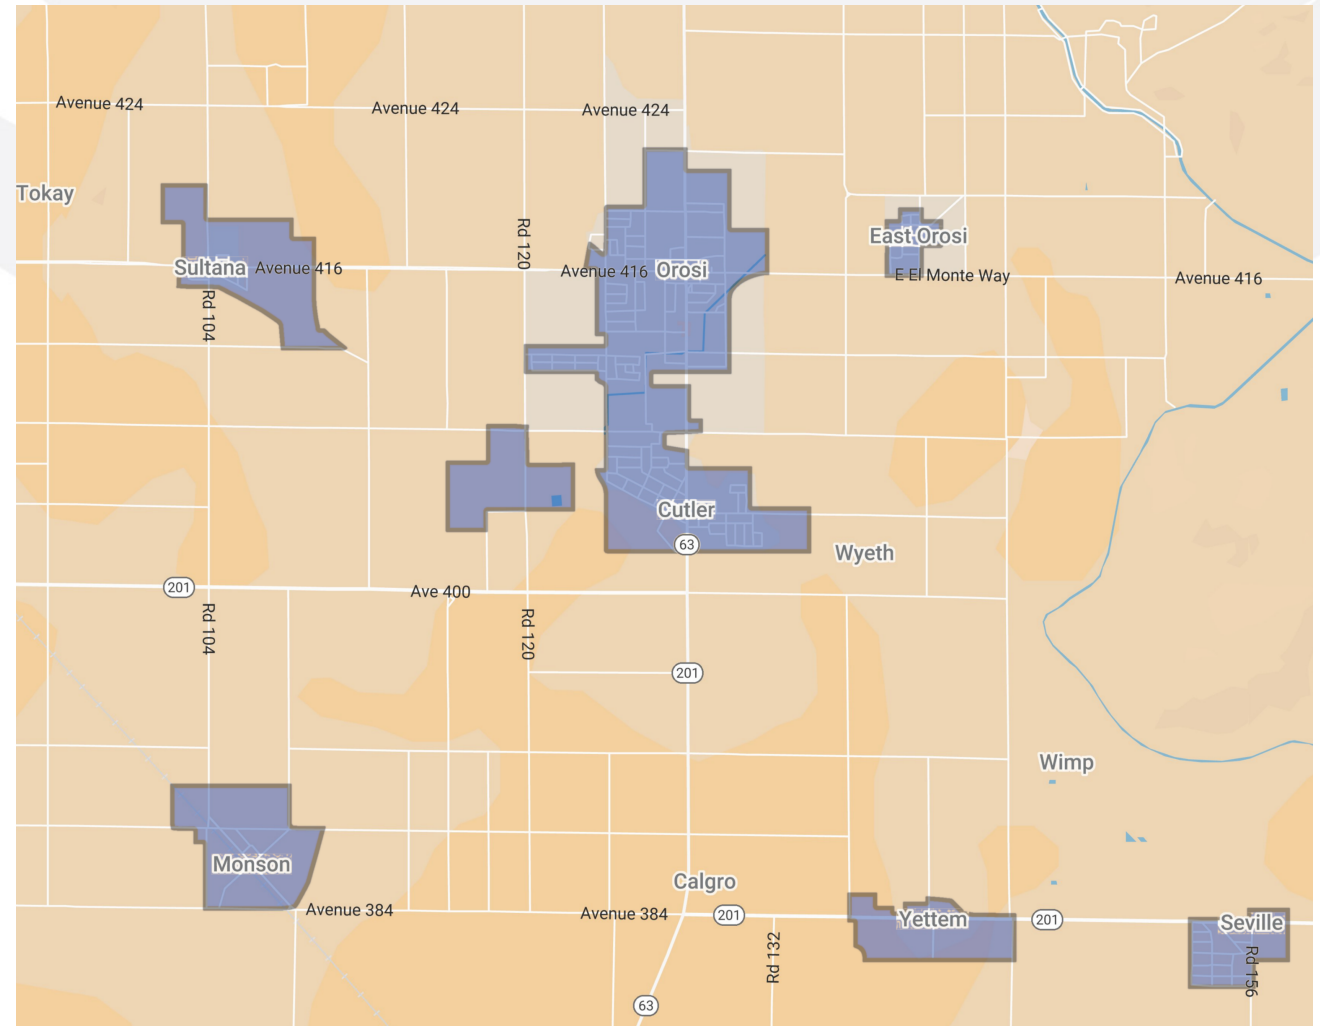 Avenue 424
Avenue 424
Avenue 424
Tokay
Rd 120
East Orosi
Sultana
Avenue 416
Avenue 416
Orosi
E El Monte Way
Avenue 416
Rd 104
Cutler
63
Wyeth
201
Ave 400
Rd 104
Rd 120
201
Wimp
Monson
Calgro
Avenue 384
Avenue 384
201
Yettem
201
Seville
Rd 132
Rd 156
63